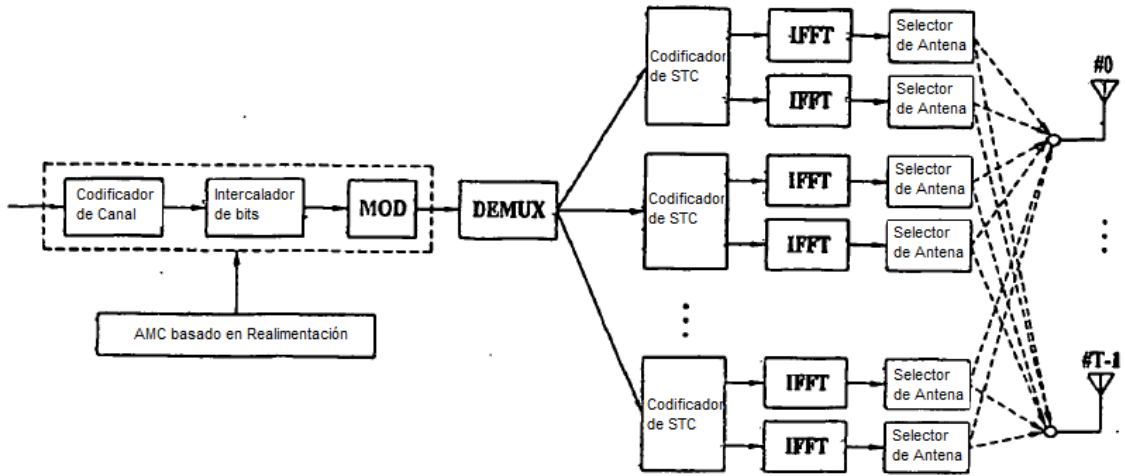 Codificador
de Canal
Intercalador
de bits
MOD
AMC basado en Realimentación
DEMUX
Codificador
de STC
IFFT
Selector
de Antena
IFFT
Selector
de Antena
Codificador
de STC
IFFT
Selector
de Antena
IFFT
Selector
de Antena
Codificador
de STC
IFFT
Selector
de Antena
IFFT
Selector
de Antena
#0
#T-1